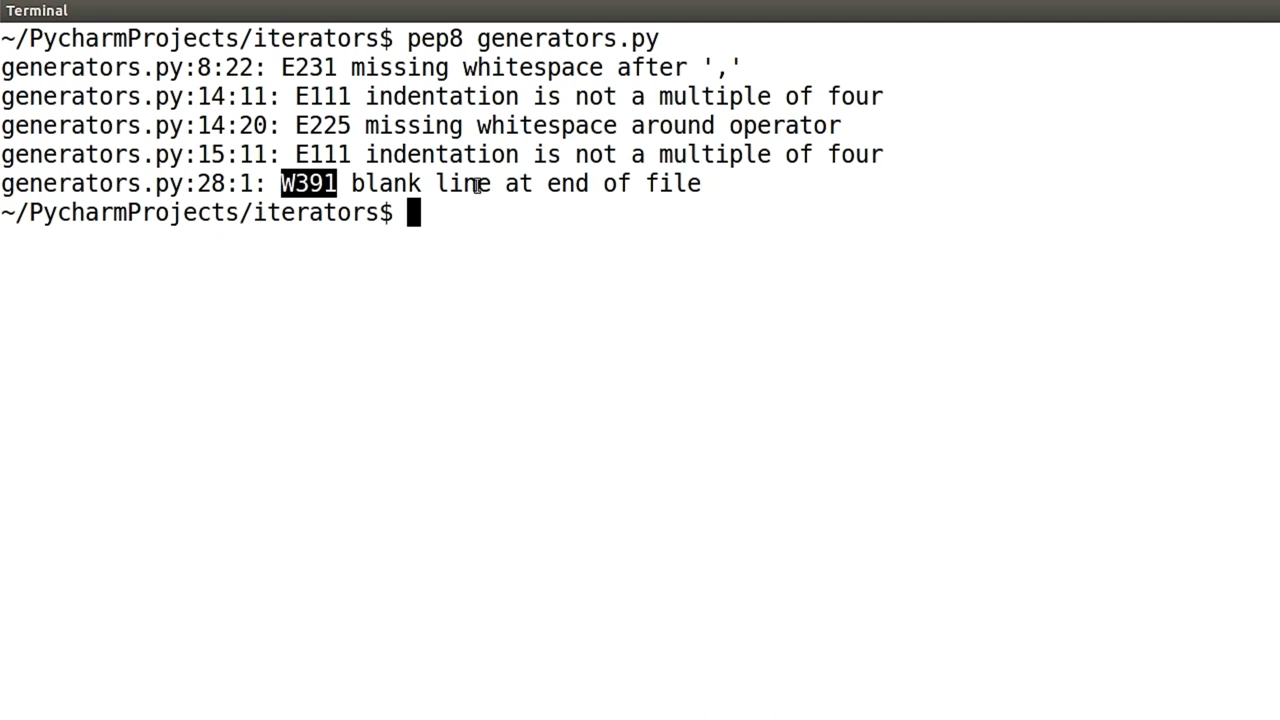 Terminal
~/PycharmProjects/iterators$ pep8 generators.py
generators.py:8:22: E231 missing whitespace after ','
generators.py:14:11: E111 indentation is not a multiple of four
generators.py:14:20: E225 missing whitespace around operator
generators.py:15:11: E111 indentation is not a multiple of four
generators.py:28:1: W391 blank line at end of file
~/PycharmProjects/iterators$